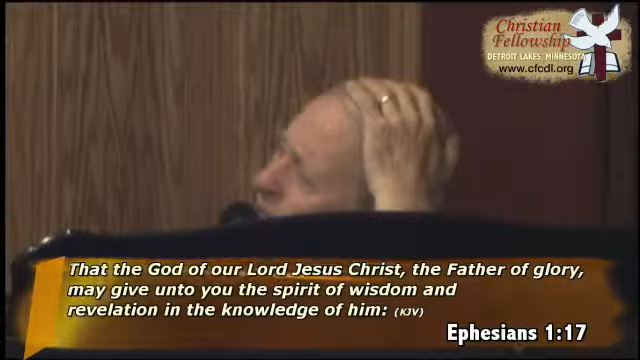 Christian
Fellowship
DETROIT LAKES, MINNESOTA
www.cfcdl.org
That the God of our Lord Jesus Christ, the Father of glory,
may give unto you the spirit of wisdom and
revelation in the knowledge of him: (KJV)
Ephesians 1:17